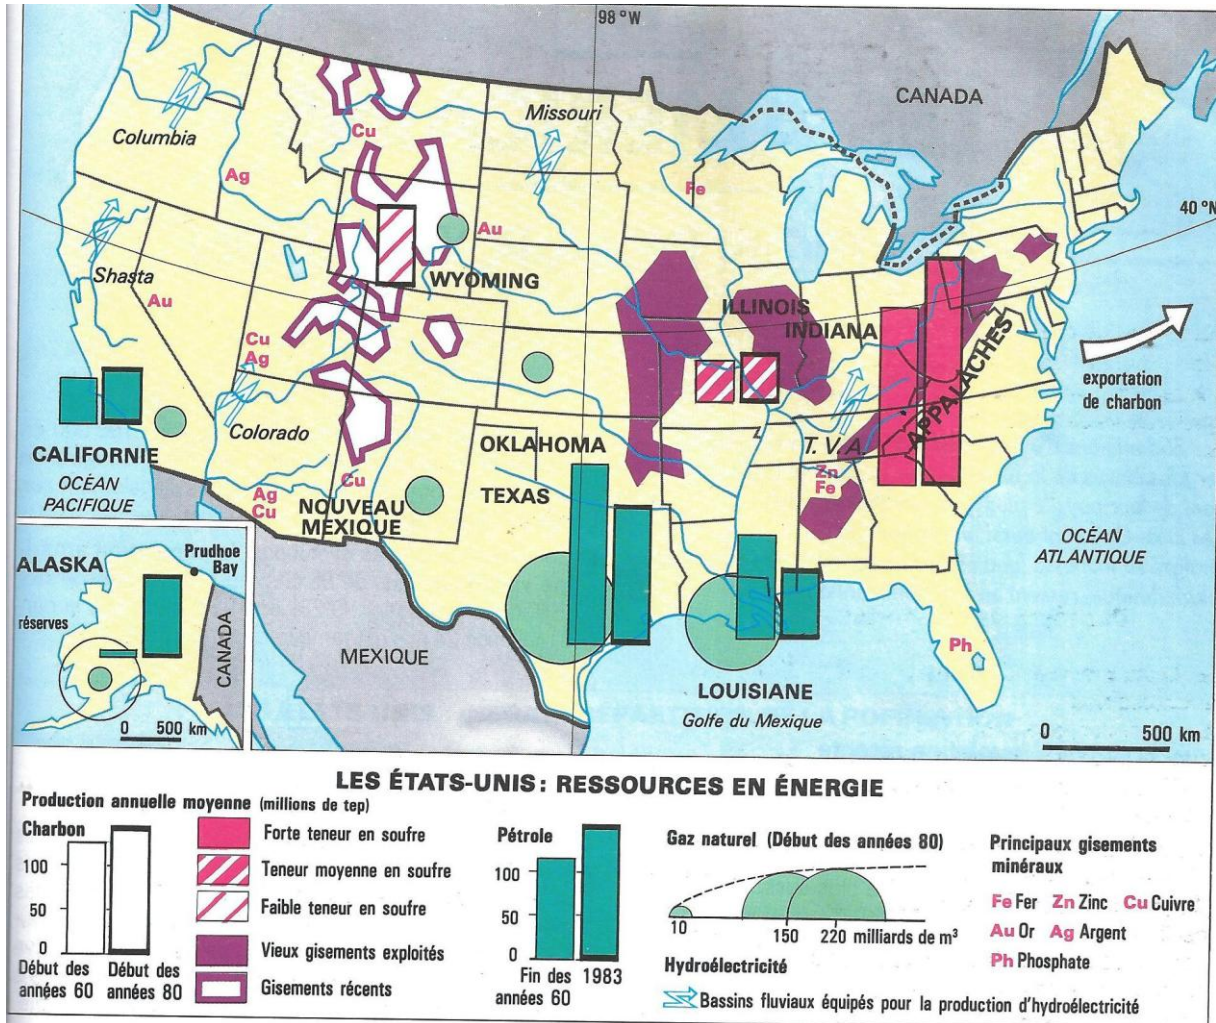 98 °W
CANADA
Missouri
Columbia
Cu
Ag
Fe
40 °N
Au
Shasta
WYOMING
Au
ILLINOIS
INDIANA
Cu
Ag
APPALACHES
exportation
de charbon
Colorado
CALIFORNIE
OKLAHOMA
T.V.A.
OCÉAN
PACIFIQUE
Zn
Fe
Cu
TEXAS
Ag
Cu
NOUVEAU
MEXIQUE
OCÉAN
ATLANTIQUE
Prudhoe
Bay
ALASKA
réserves
CANADA
MEXIQUE
Ph
LOUISIANE
Golfe du Mexique
0 500 km
0 500 km
LES ÉTATS-UNIS : RESSOURCES EN ÉNERGIE
Production annuelle moyenne (millions de tep)
Charbon
100
50
0
Début des
années 60
Début des
années 80
Forte teneur en soufre
Teneur moyenne en soufre
Faible teneur en soufre
Vieux gisements exploités
Gisements récents
Pétrole
100
50
0
Fin des
années 60
1983
Gaz naturel (Début des années 80)
10 150 220 milliards de m³
Hydroélectricité
Bassins fluviaux équipés pour la production d'hydroélectricité
Principaux gisements
minéraux
Fe Fer Zn Zinc Cu Cuivre
Au Or Ag Argent
Ph Phosphate